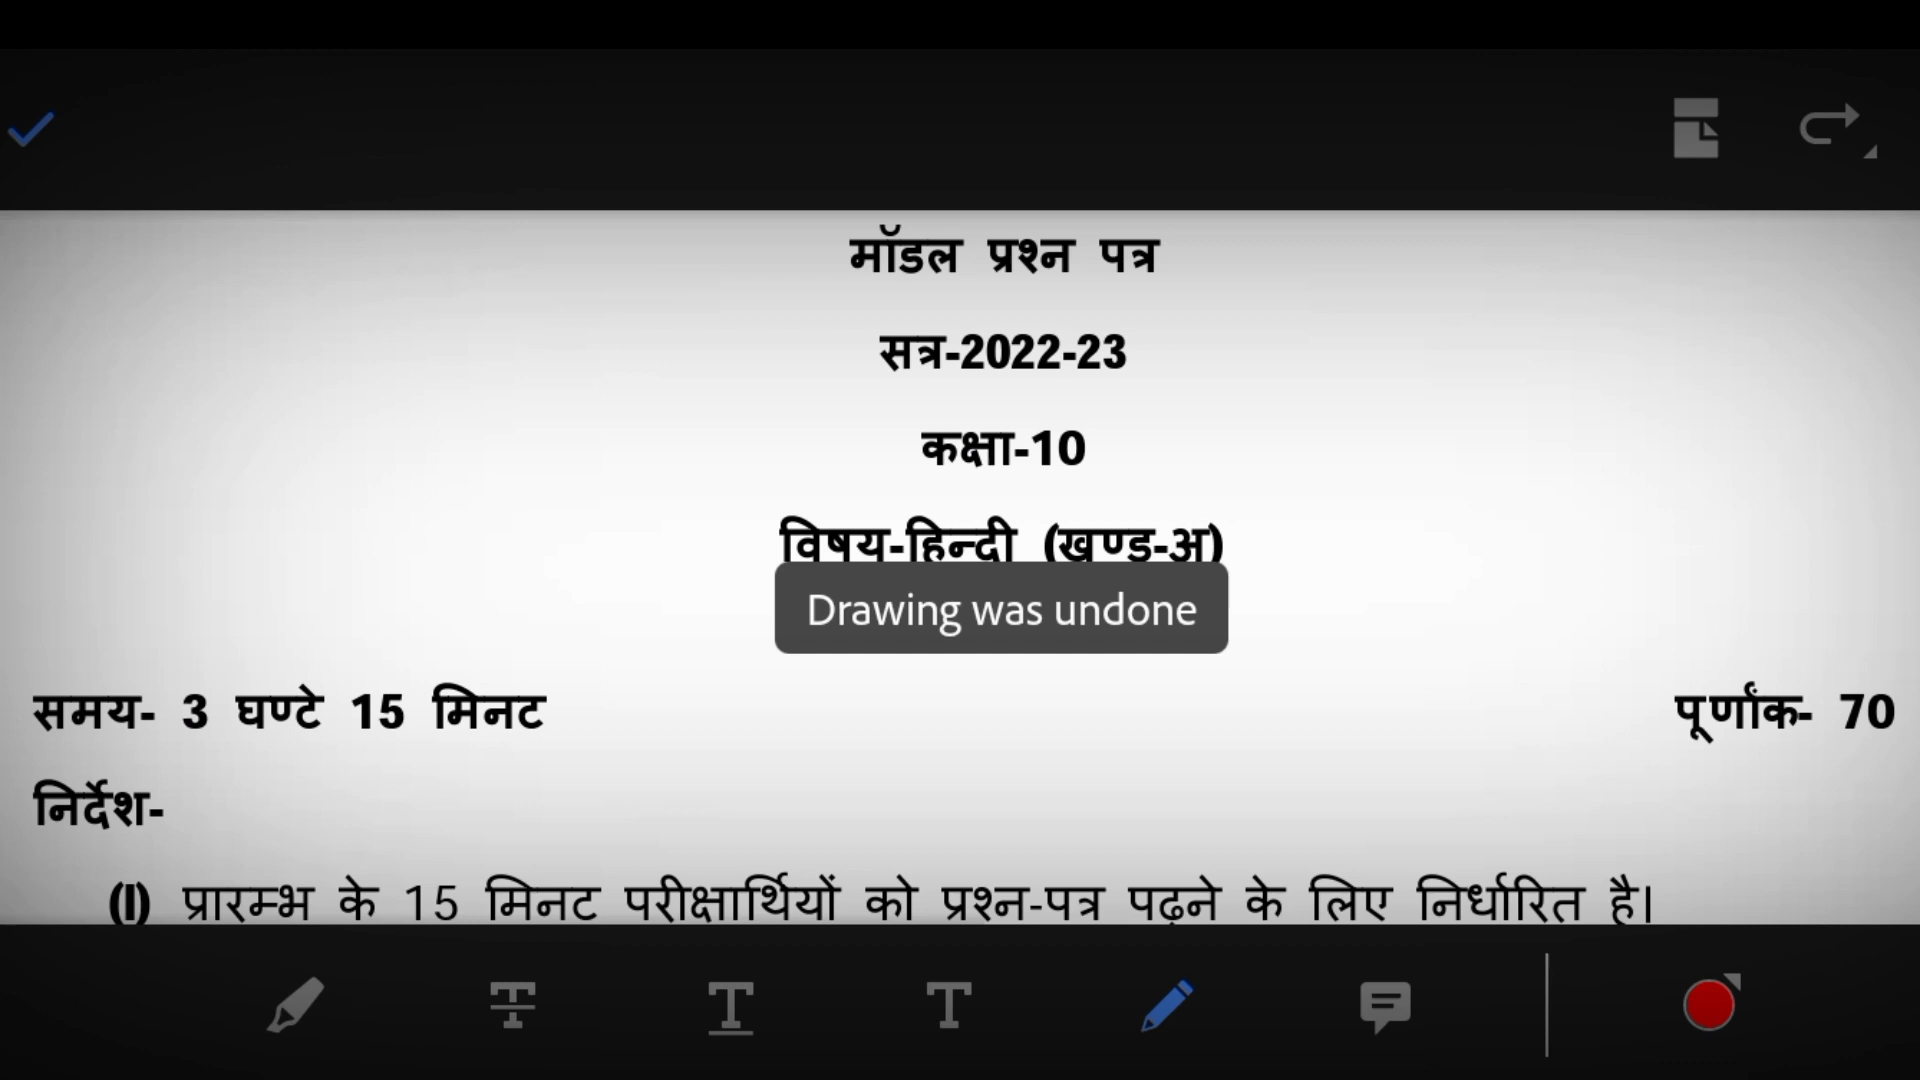 मॉडल प्रश्न पत्र
सत्र-2022-23
कक्षा-10
विषय-हिन्दी (खण्ड-अ)
Drawing was undone
समय- 3 घण्टे 15 मिनट पूर्णांक- 70
निर्देश-
(I) प्रारम्भ के 15 मिनट परीक्षार्थियों को प्रश्न-पत्र पढ़ने के लिए निर्धारित है।